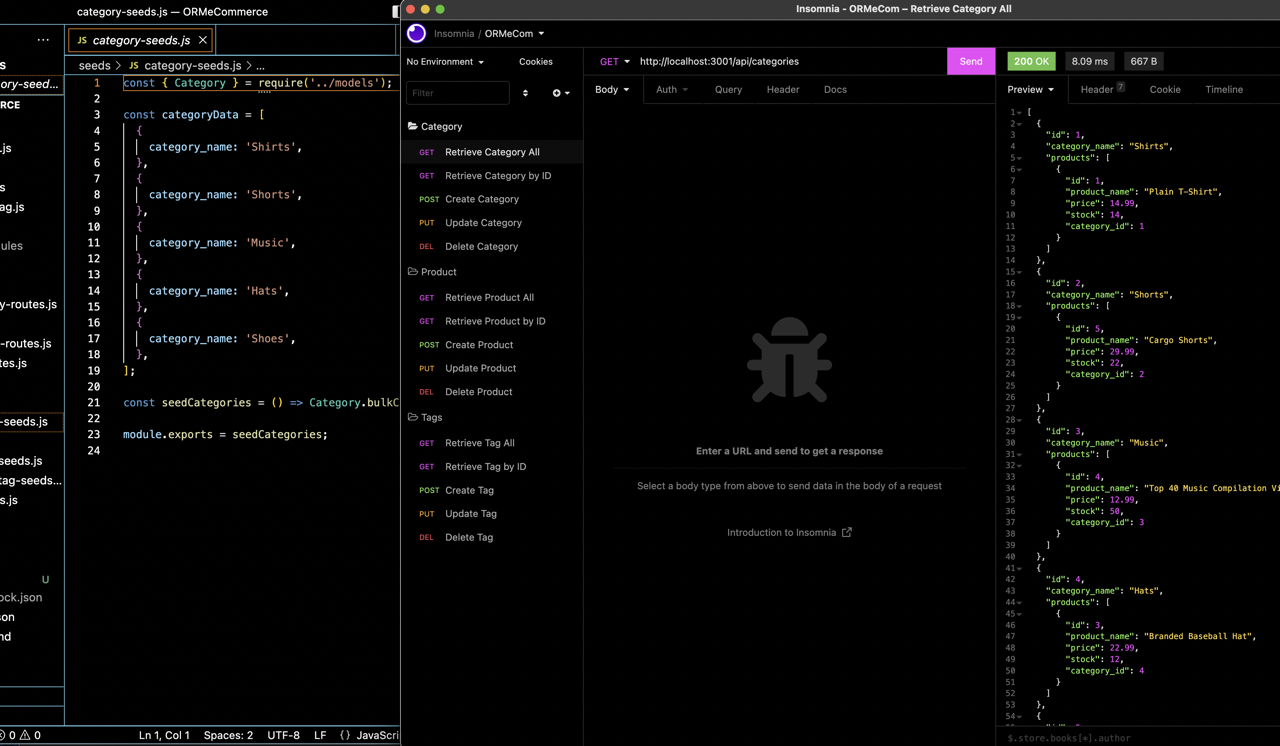 category-seeds.js — ORMeCommerce
JS category-seeds.js
seeds > JS category-seeds.js > ...
1 const { Category } = require('../models');
2
3 const categoryData = [
4 {
5 category_name: 'Shirts',
6 },
7 {
8 category_name: 'Shorts',
9 },
10 {
11 category_name: 'Music',
12 },
13 {
14 category_name: 'Hats',
15 },
16 {
17 category_name: 'Shoes',
18 },
19 ];
20
21 const seedCategories = () => Category.bulkC
22
23 module.exports = seedCategories;
24
...
s
ory-seed...
RCE
.js
s
ag.js
ules
y-routes.js
-routes.js
tes.js
-seeds.js
seeds.js
tag-seeds...
s.js
U
ock.json
son
nd
0 0
Ln 1, Col 1 Spaces: 2 UTF-8 LF {} JavaScri
Insomnia - ORMeCom – Retrieve Category All
Insomnia / ORMeCom
No Environment Cookies
Filter
Category
GET Retrieve Category All
GET Retrieve Category by ID
POST Create Category
PUT Update Category
DEL Delete Category
Product
GET Retrieve Product All
GET Retrieve Product by ID
POST Create Product
PUT Update Product
DEL Delete Product
Tags
GET Retrieve Tag All
GET Retrieve Tag by ID
POST Create Tag
PUT Update Tag
DEL Delete Tag
GET http://localhost:3001/api/categories Send
Body Auth Query Header Docs
Enter a URL and send to get a response
Select a body type from above to send data in the body of a request
Introduction to Insomnia
200 OK 8.09 ms 667 B
Preview Header 7 Cookie Timeline
1 [
2 {
3 "id": 1,
4 "category_name": "Shirts",
5 "products": [
6 {
7 "id": 1,
8 "product_name": "Plain T-Shirt",
9 "price": 14.99,
10 "stock": 14,
11 "category_id": 1
12 }
13 ]
14 },
15 {
16 "id": 2,
17 "category_name": "Shorts",
18 "products": [
19 {
20 "id": 5,
21 "product_name": "Cargo Shorts",
22 "price": 29.99,
23 "stock": 22,
24 "category_id": 2
25 }
26 ]
27 },
28 {
29 "id": 3,
30 "category_name": "Music",
31 "products": [
32 {
33 "id": 4,
34 "product_name": "Top 40 Music Compilation Vi
35 "price": 12.99,
36 "stock": 50,
37 "category_id": 3
38 }
39 ]
40 },
41 {
42 "id": 4,
43 "category_name": "Hats",
44 "products": [
45 {
46 "id": 3,
47 "product_name": "Branded Baseball Hat",
48 "price": 22.99,
49 "stock": 12,
50 "category_id": 4
51 }
52 ]
53 },
54 {
$.store.books[*].author